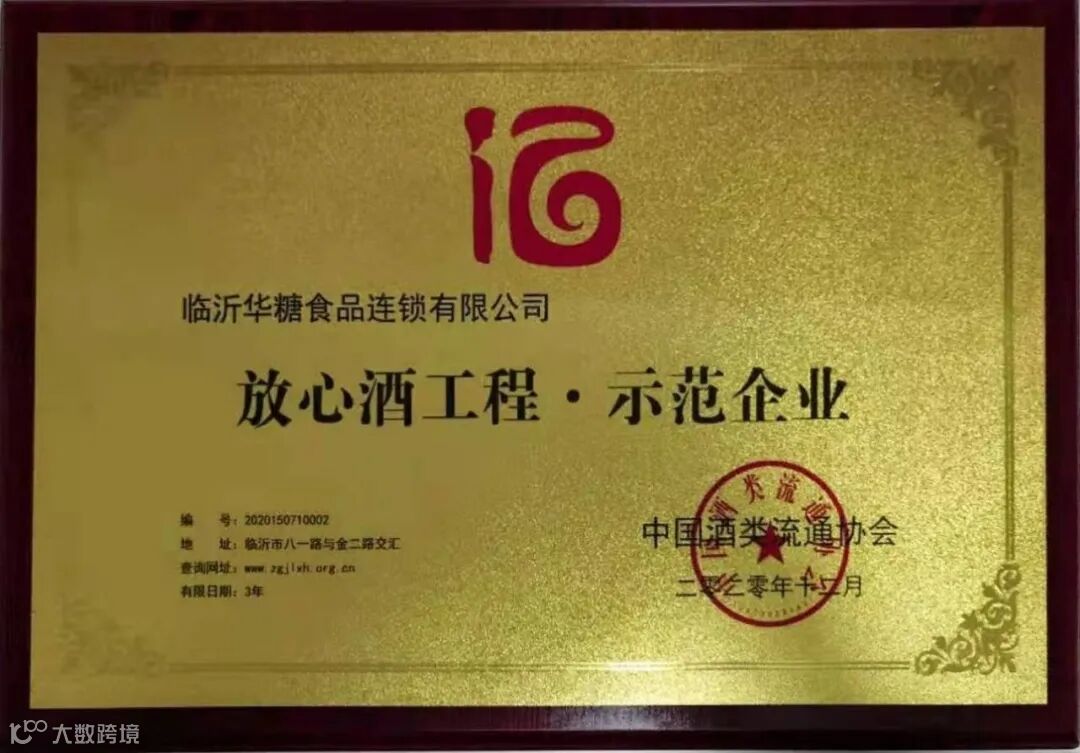 临沂华糖食品连锁有限公司
放心酒工程·示范企业
编 号：2020150710002
地 址：临沂市八一路与金二路交汇
查询网址：www.zgjlxh.org.cn
有限日期：3年
中国酒类流通协会
二零二零年十二月
大数跨境